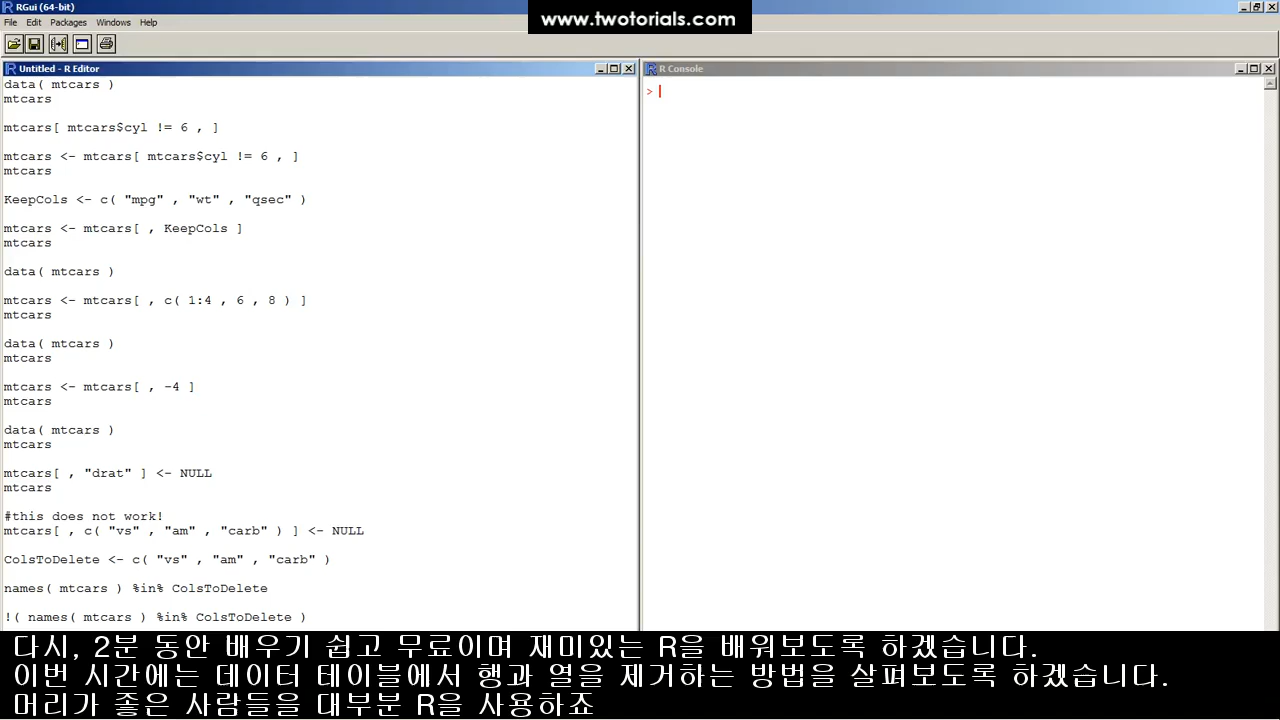 RGui (64-bit)
www.twotorials.com
File Edit Packages Windows Help
Untitled - R Editor
data( mtcars )
mtcars
mtcars[ mtcars$cyl != 6 , ]
mtcars <- mtcars[ mtcars$cyl != 6 , ]
mtcars
KeepCols <- c( "mpg" , "wt" , "qsec" )
mtcars <- mtcars[ , KeepCols ]
mtcars
data( mtcars )
mtcars <- mtcars[ , c( 1:4 , 6 , 8 ) ]
mtcars
data( mtcars )
mtcars
mtcars <- mtcars[ , -4 ]
mtcars
data( mtcars )
mtcars
mtcars[ , "drat" ] <- NULL
mtcars
#this does not work!
mtcars[ , c( "vs" , "am" , "carb" ) ] <- NULL
ColsToDelete <- c( "vs" , "am" , "carb" )
names( mtcars ) %in% ColsToDelete
!( names( mtcars ) %in% ColsToDelete )
R Console
>
다시, 2분 동안 배우기 쉽고 무료이며 재미있는 R을 배워보도록 하겠습니다.
이번 시간에는 데이터 테이블에서 행과 열을 제거하는 방법을 살펴보도록 하겠습니다.
머리가 좋은 사람들을 대부분 R을 사용하죠